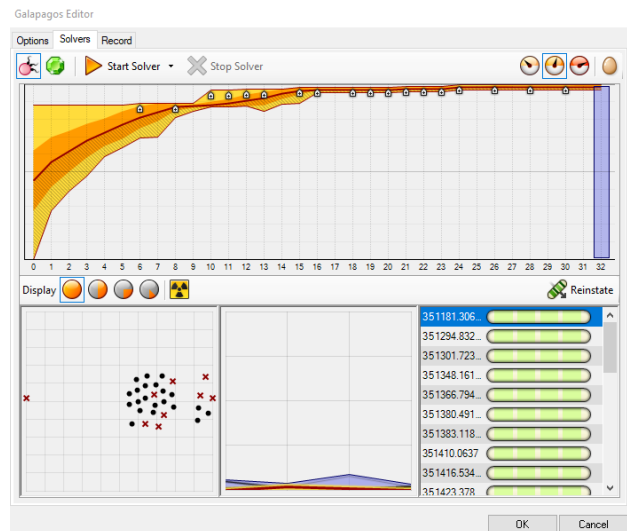 Galapagos Editor
Options Solvers Record
Start Solver Stop Solver
0 1 2 3 4 5 6 7 8 9 10 11 12 13 14 15 16 17 18 19 20 21 22 23 24 25 26 27 28 29 30 31 32
Display Reinstate
351181.306...
351294.832...
351301.723...
351348.161...
351366.794...
351380.491...
351383.118...
351410.0637
351416.534...
351423.378
OK Cancel